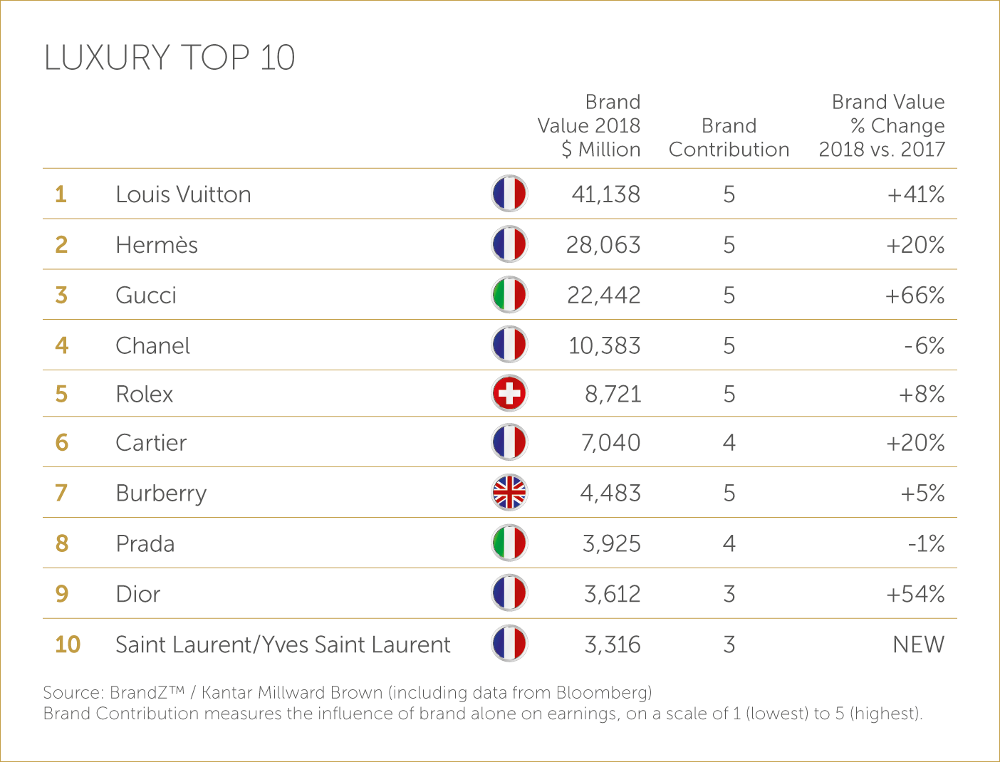 LUXURY TOP 10
Brand
Value 2018
$ Million
Brand
Contribution
Brand Value
% Change
2018 vs. 2017
1 Louis Vuitton 41,138 5 +41%
2 Hermès 28,063 5 +20%
3 Gucci 22,442 5 +66%
4 Chanel 10,383 5 -6%
5 Rolex 8,721 5 +8%
6 Cartier 7,040 4 +20%
7 Burberry 4,483 5 +5%
8 Prada 3,925 4 -1%
9 Dior 3,612 3 +54%
10 Saint Laurent/Yves Saint Laurent 3,316 3 NEW
Source: BrandZ™ / Kantar Millward Brown (including data from Bloomberg)
Brand Contribution measures the influence of brand alone on earnings, on a scale of 1 (lowest) to 5 (highest).